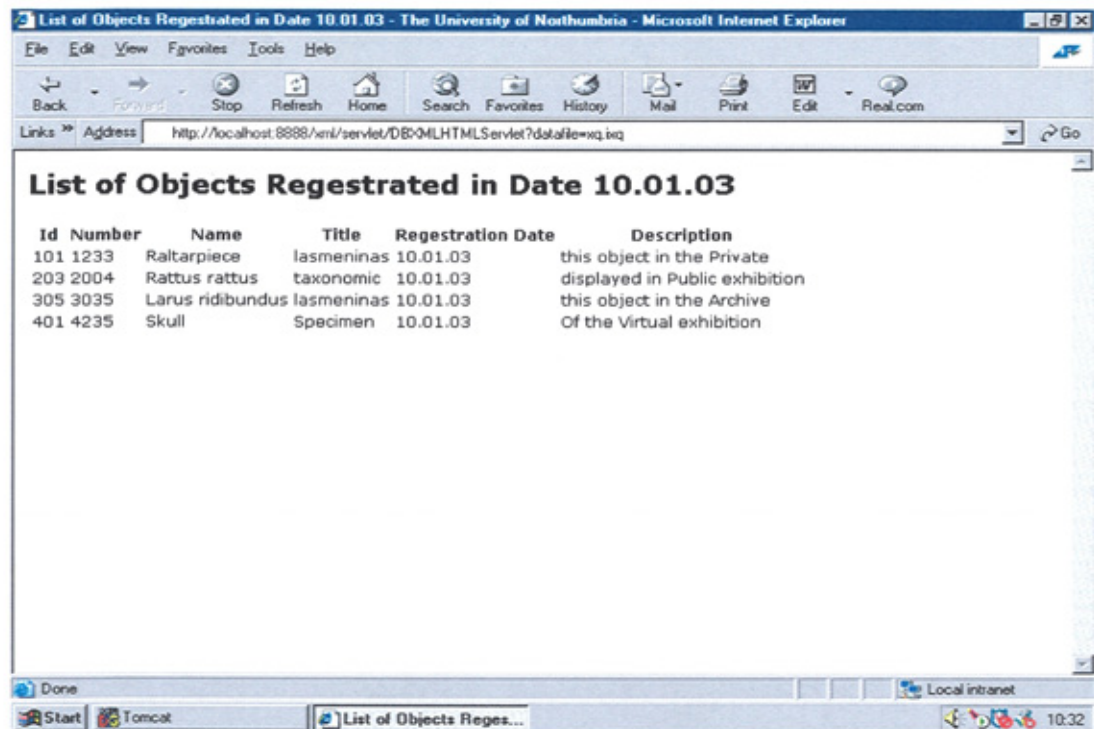 List of Objects Regestrated in Date 10.01.03 - The University of Northumbria - Microsoft Internet Explorer
File Edit View Favorites Tools Help
Back Forward Stop Refresh Home Search Favorites History Mail Print Edit Real.com
Links » Address http://localhost:8888/xml/servlet/DBXMLHTMLServlet?datafile=xq.ixq Go
List of Objects Regestrated in Date 10.01.03
Id Number Name Title Regestration Date Description
101 1233 Raltarpiece lasmeninas 10.01.03 this object in the Private
203 2004 Rattus rattus taxonomic 10.01.03 displayed in Public exhibition
305 3035 Larus ridibundus lasmeninas 10.01.03 this object in the Archive
401 4235 Skull Specimen 10.01.03 Of the Virtual exhibition
Done Local intranet
Start Tomcat List of Objects Reges... 10:32